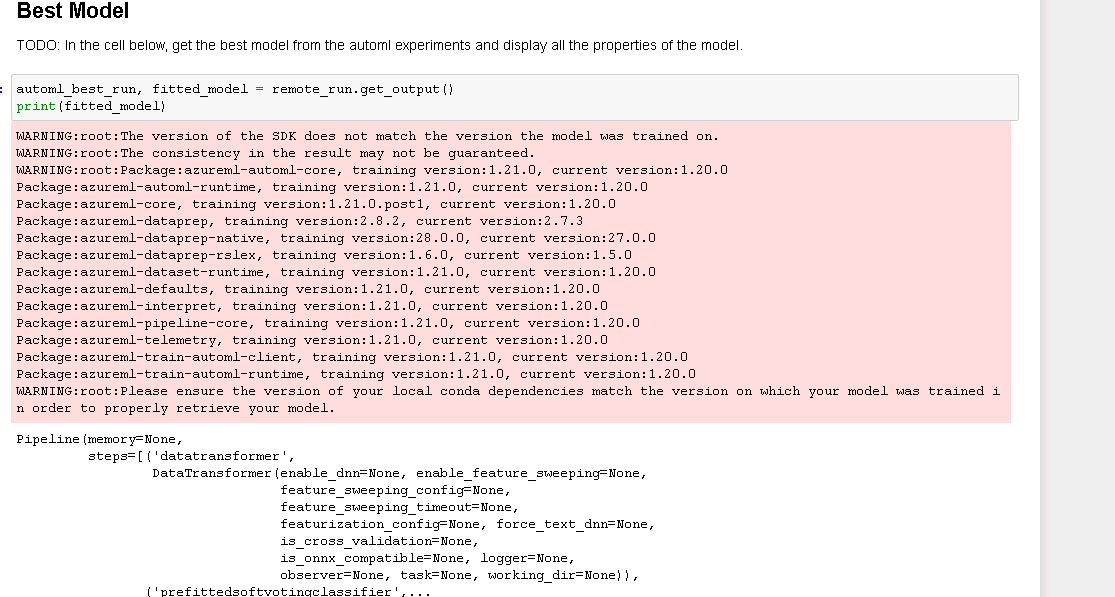 Best Model
TODO: In the cell below, get the best model from the automl experiments and display all the properties of the model.
:
automl_best_run, fitted_model = remote_run.get_output()
print(fitted_model)
WARNING:root:The version of the SDK does not match the version the model was trained on.
WARNING:root:The consistency in the result may not be guaranteed.
WARNING:root:Package:azureml-automl-core, training version:1.21.0, current version:1.20.0
Package:azureml-automl-runtime, training version:1.21.0, current version:1.20.0
Package:azureml-core, training version:1.21.0.post1, current version:1.20.0
Package:azureml-dataprep, training version:2.8.2, current version:2.7.3
Package:azureml-dataprep-native, training version:28.0.0, current version:27.0.0
Package:azureml-dataprep-rslex, training version:1.6.0, current version:1.5.0
Package:azureml-dataset-runtime, training version:1.21.0, current version:1.20.0
Package:azureml-defaults, training version:1.21.0, current version:1.20.0
Package:azureml-interpret, training version:1.21.0, current version:1.20.0
Package:azureml-pipeline-core, training version:1.21.0, current version:1.20.0
Package:azureml-telemetry, training version:1.21.0, current version:1.20.0
Package:azureml-train-automl-client, training version:1.21.0, current version:1.20.0
Package:azureml-train-automl-runtime, training version:1.21.0, current version:1.20.0
WARNING:root:Please ensure the version of your local conda dependencies match the version on which your model was trained i
n order to properly retrieve your model.
Pipeline(memory=None,
steps=[('datatransformer',
DataTransformer(enable_dnn=None, enable_feature_sweeping=None,
feature_sweeping_config=None,
feature_sweeping_timeout=None,
featurization_config=None, force_text_dnn=None,
is_cross_validation=None,
is_onnx_compatible=None, logger=None,
observer=None, task=None, working_dir=None)),
('prefittedsoftvotingclassifier',...